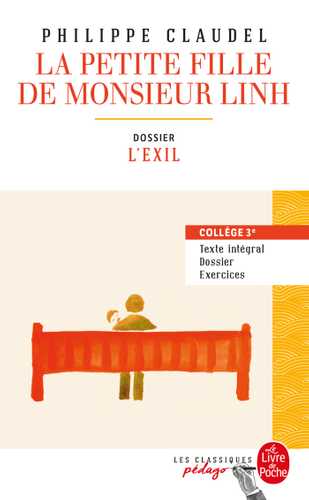 PHILIPPE CLAUDEL
LA PETITE FILLE
DE MONSIEUR LINH
DOSSIER
L'EXIL
COLLÈGE 3e
Texte intégral
Dossier
Exercices
LES CLASSIQUES
pédago
Le
Livre
de
Poche